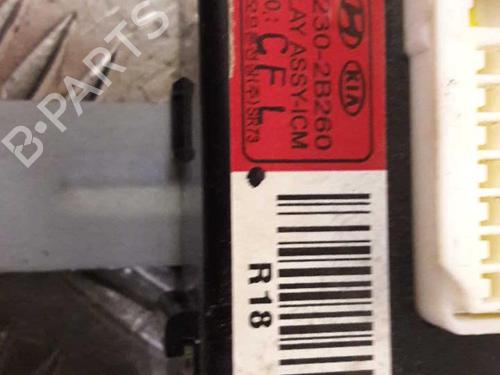 KIA
230-2B260
LAY ASSY-ICM
CFL
R18
B-PARTS